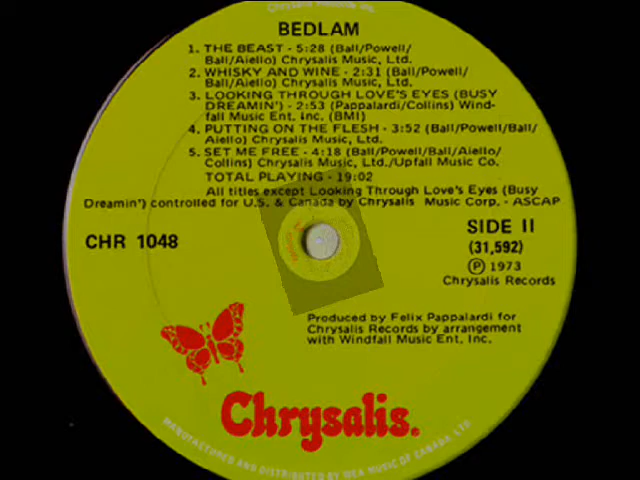 Chrysalis Records Inc.
BEDLAM
1. THE BEAST - 5:28 (Ball/Powell/
Ball/Aiello) Chrysalis Music, Ltd.
2. WHISKY AND WINE - 2:31 (Ball/Powell/
Ball/Aiello) Chrysalis Music, Ltd.
3. LOOKING THROUGH LOVE'S EYES (BUSY
DREAMIN') - 2:53 (Pappalardi/Collins) Wind-
fall Music Ent. Inc. (BMI)
4. PUTTING ON THE FLESH - 3:52 (Ball/Powell/Ball/
Aiello) Chrysalis Music, Ltd.
5. SET ME FREE - 4:18 (Ball/Powell/Ball/Aiello/
Collins) Chrysalis Music, Ltd./Upfall Music Co.
TOTAL PLAYING - 19:02
All titles except Looking Through Love's Eyes (Busy
Dreamin') controlled for U.S. & Canada by Chrysalis Music Corp. - ASCAP
CHR 1048
SIDE II
(31,592)
℗ 1973
Chrysalis Records
Produced by Felix Pappalardi for
Chrysalis Records by arrangement
with Windfall Music Ent, Inc.
Chrysalis.
MANUFACTURED AND DISTRIBUTED BY MCA MUSIC OF CANADA, LTD